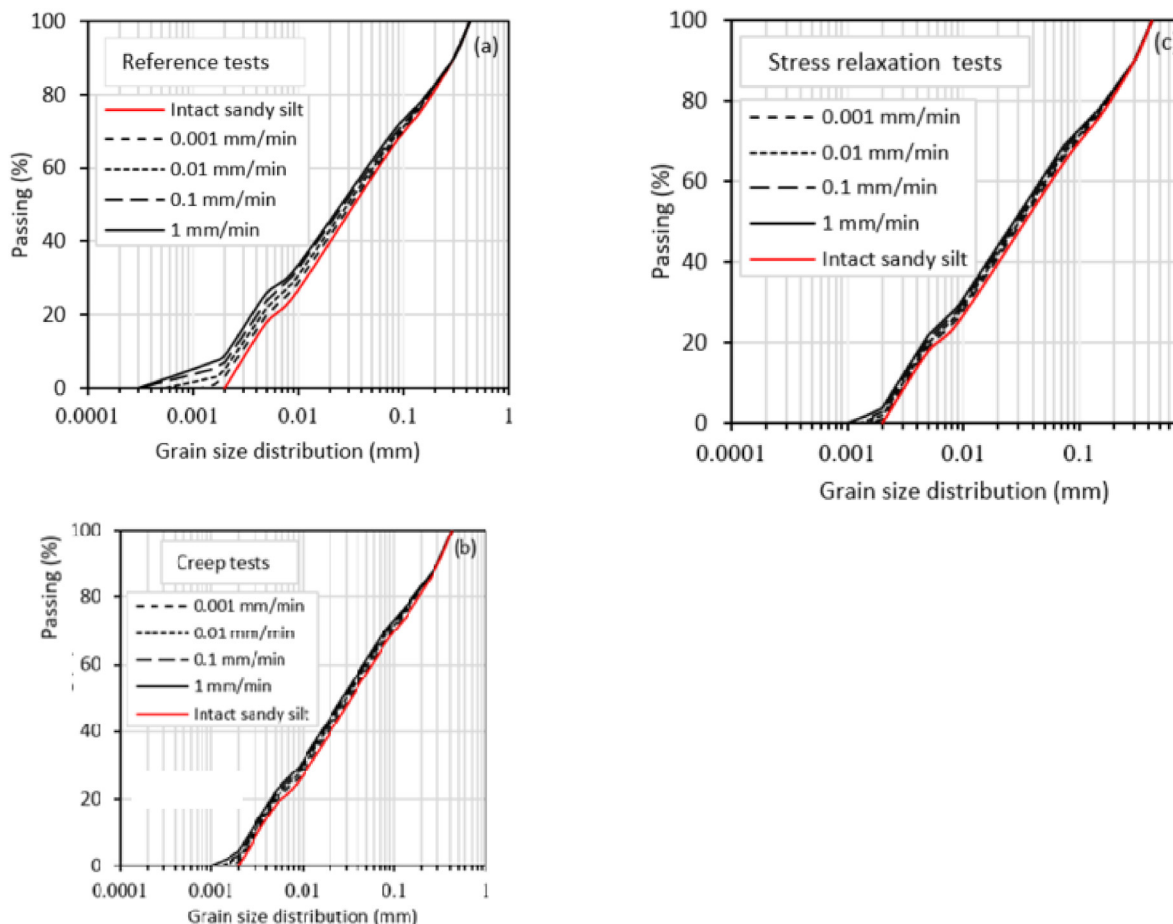 (a)
Reference tests
Intact sandy silt
0.001 mm/min
0.01 mm/min
0.1 mm/min
1 mm/min
Passing (%)
100
80
60
40
20
0
0.0001
0.001
0.01
0.1
1
Grain size distribution (mm)
(c
Stress relaxation tests
0.001 mm/min
0.01 mm/min
0.1 mm/min
1 mm/min
Intact sandy silt
Passing (%)
100
80
60
40
20
0
0.0001
0.001
0.01
0.1
Grain size distribution (mm)
(b)
Creep tests
0.001 mm/min
0.01 mm/min
0.1 mm/min
1 mm/min
Intact sandy silt
Passing (%)
100
80
60
40
20
0
0.0001
0.001
0.01
0.1
1
Grain size distribution (mm)